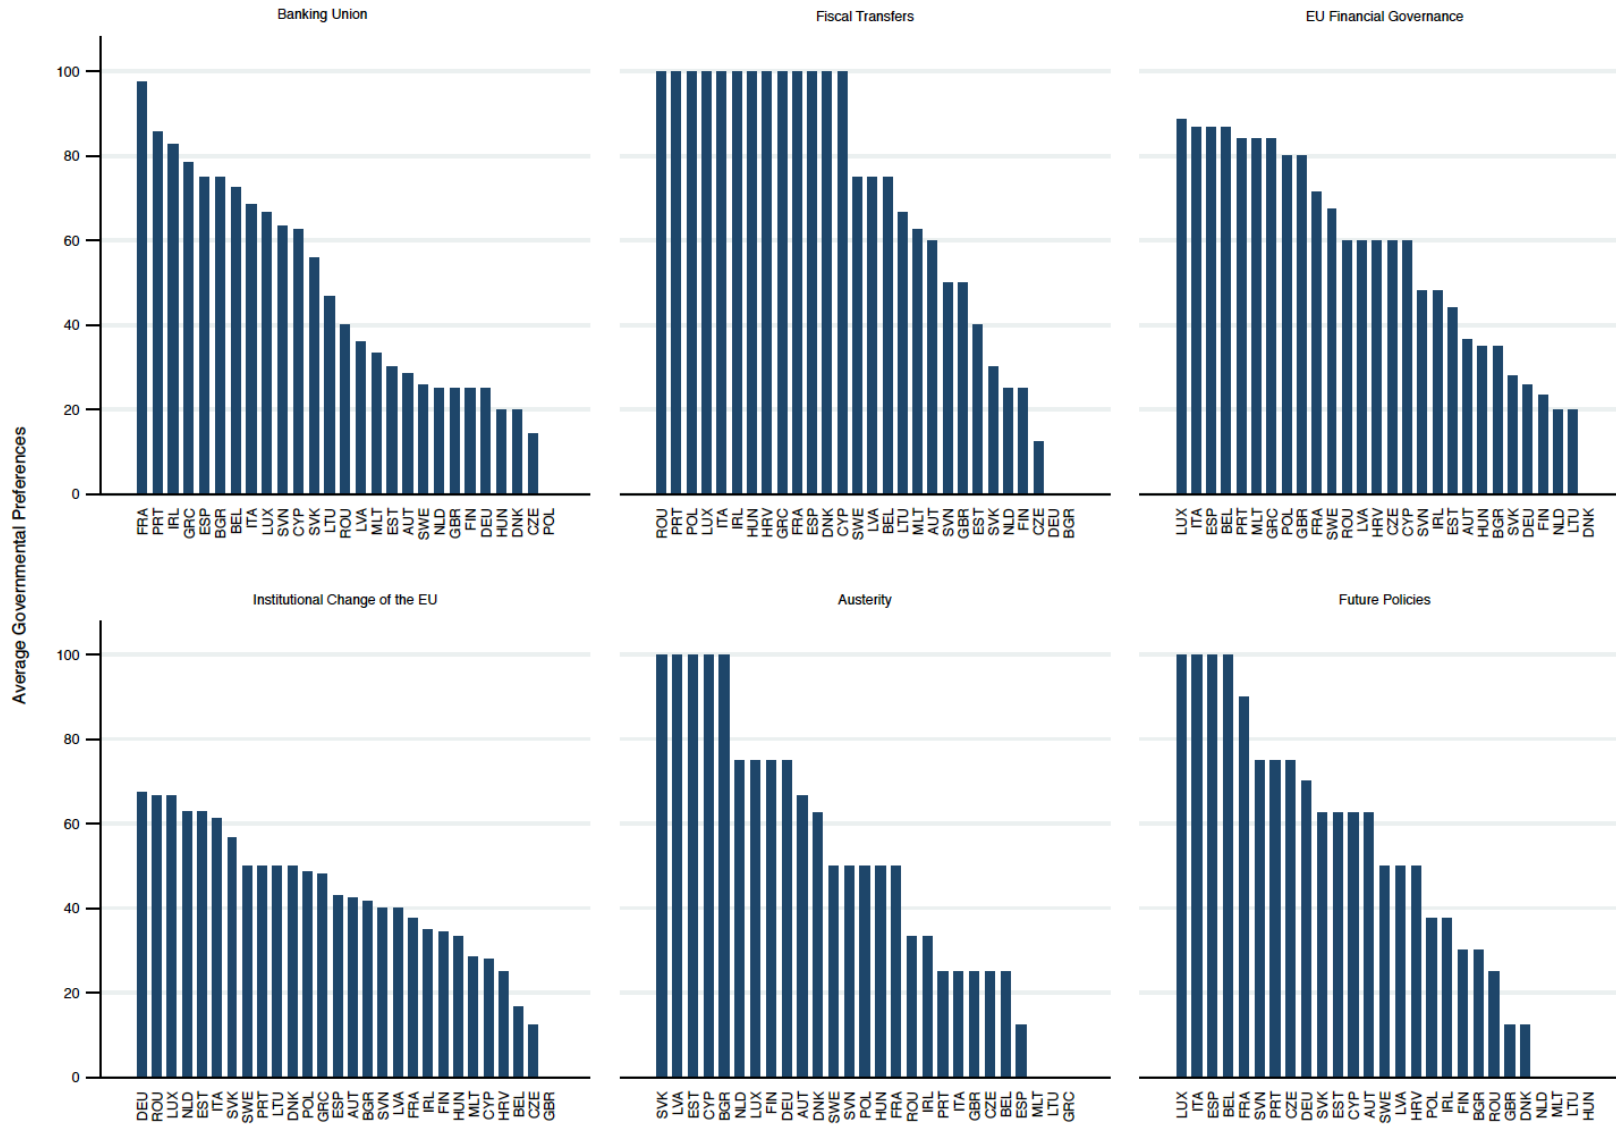 Banking Union
Fiscal Transfers
EU Financial Governance
Average Governmental Preferences
100
80
60
40
20
0
FRA PRT IRL GRC ESP BGR BEL ITA LUX SVN CYP SVK LTU ROU LVA MLT EST AUT SWE NLD GBR FIN DEU HUN DNK CZE POL
ROU PRT POL LUX ITA IRL HUN HRV GRC FRA ESP DNK CYP SWE LVA BEL LTU MLT AUT SVN GBR EST SVK NLD FIN CZE DEU BGR
LUX ITA ESP BEL PRT MLT GRC POL GBR FRA SWE ROU LVA HRV CZE CYP SVN IRL EST AUT HUN BGR SVK DEU FIN NLD LTU DNK
Institutional Change of the EU
Austerity
Future Policies
100
80
60
40
20
0
DEU ROU LUX NLD EST ITA SVK SWE PRT LTU DNK POL GRC ESP AUT BGR SVN LVA FRA IRL FIN HUN MLT CYP HRV BEL CZE GBR
SVK LVA EST CYP BGR NLD LUX FIN DEU AUT DNK SWE SVN POL HUN FRA ROU IRL PRT ITA GBR CZE BEL ESP MLT LTU GRC
LUX ITA ESP BEL FRA SVN PRT CZE DEU SVK EST CYP AUT SWE LVA HRV POL IRL FIN BGR ROU GBR DNK NLD MLT LTU HUN